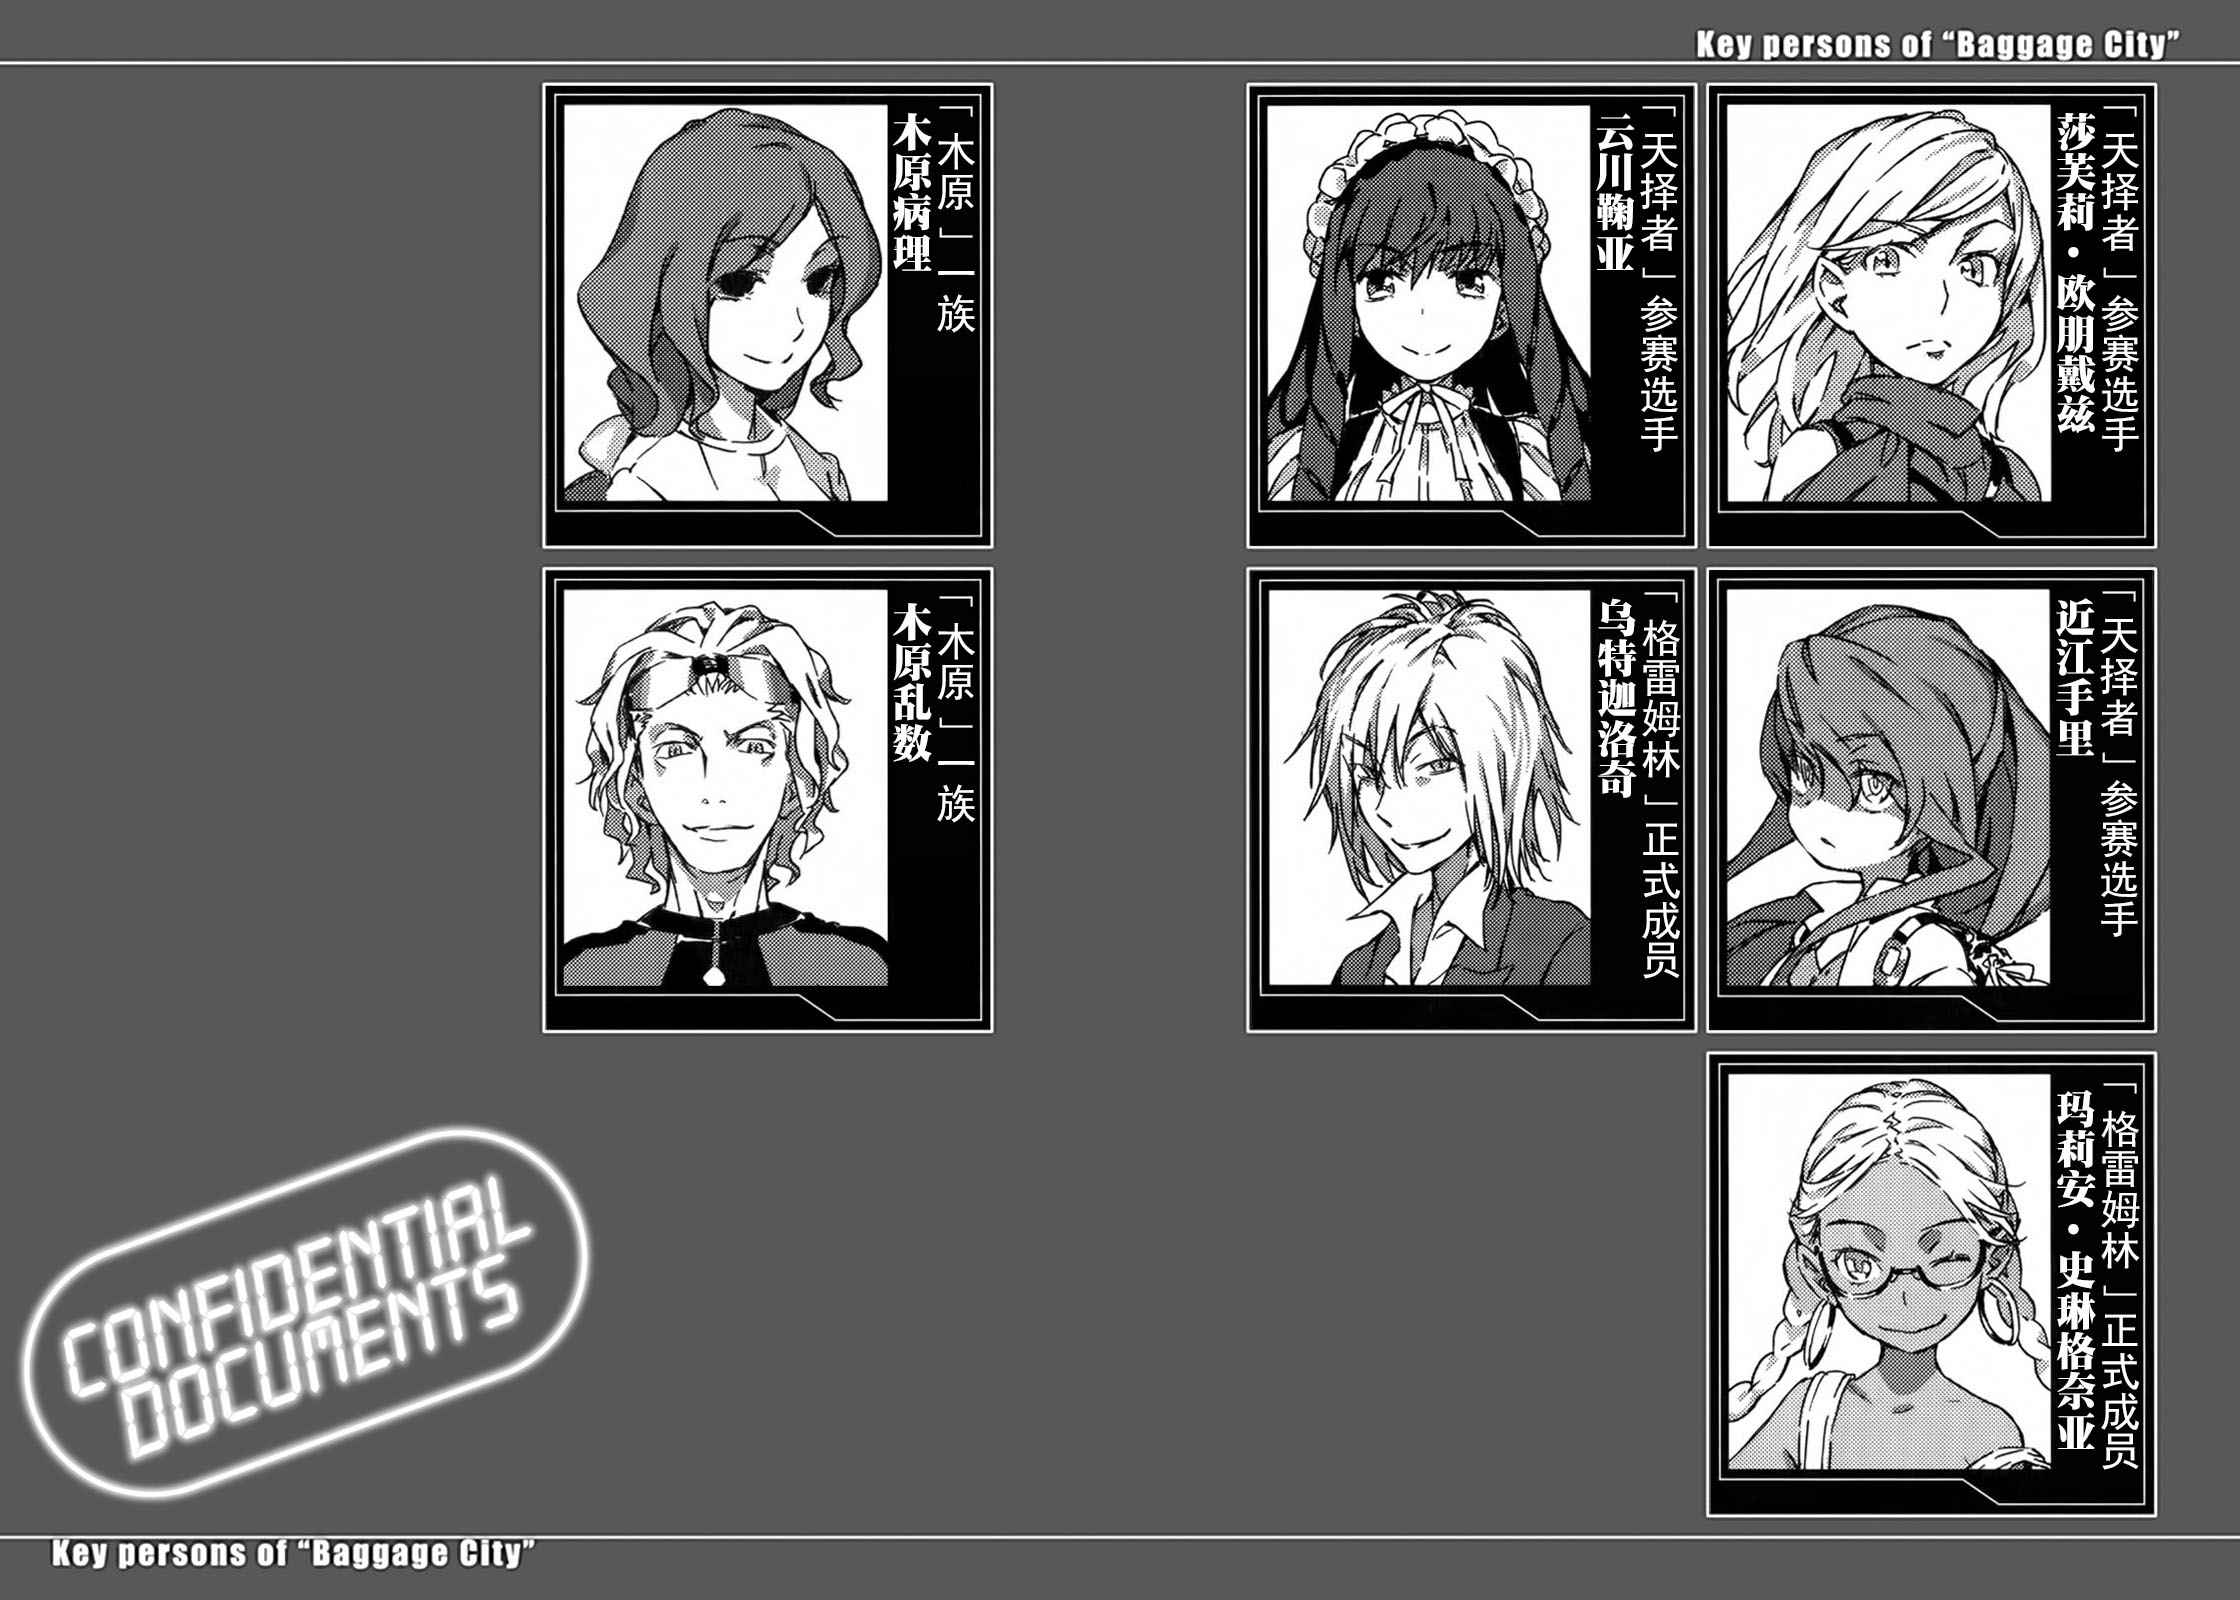 Key persons of “Baggage City”
「天择者」参赛选手
莎芙莉·欧朋戴兹
「天择者」参赛选手
云川鞠亚
「天择者」参赛选手
近江手里
「格雷姆林」正式成员
乌特迦洛奇
「格雷姆林」正式成员
玛莉安·史琳格奈亚
「木原」一族
木原病理
「木原」一族
木原乱数
CONFIDENTIAL
DOCUMENTS
Key persons of “Baggage City”